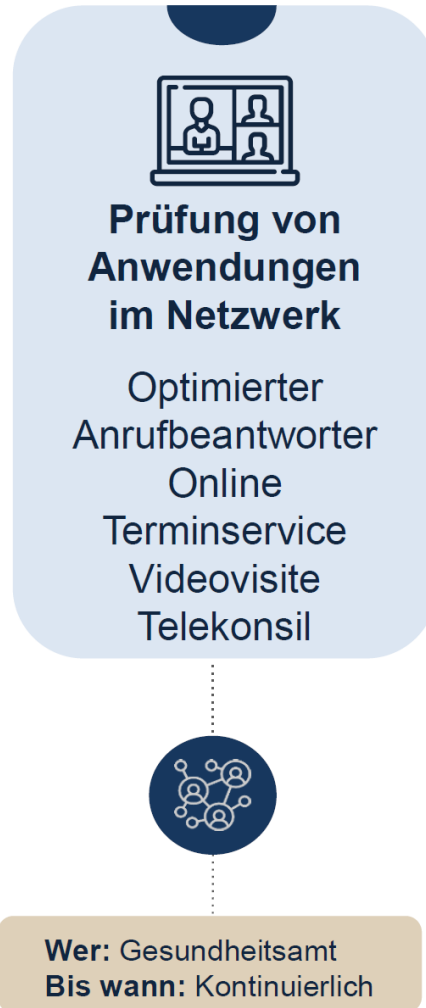 Prüfung von
Anwendungen
im Netzwerk
Optimierter
Anrufbeantworter
Online
Terminservice
Videovisite
Telekonsil
Wer: Gesundheitsamt
Bis wann: Kontinuierlich